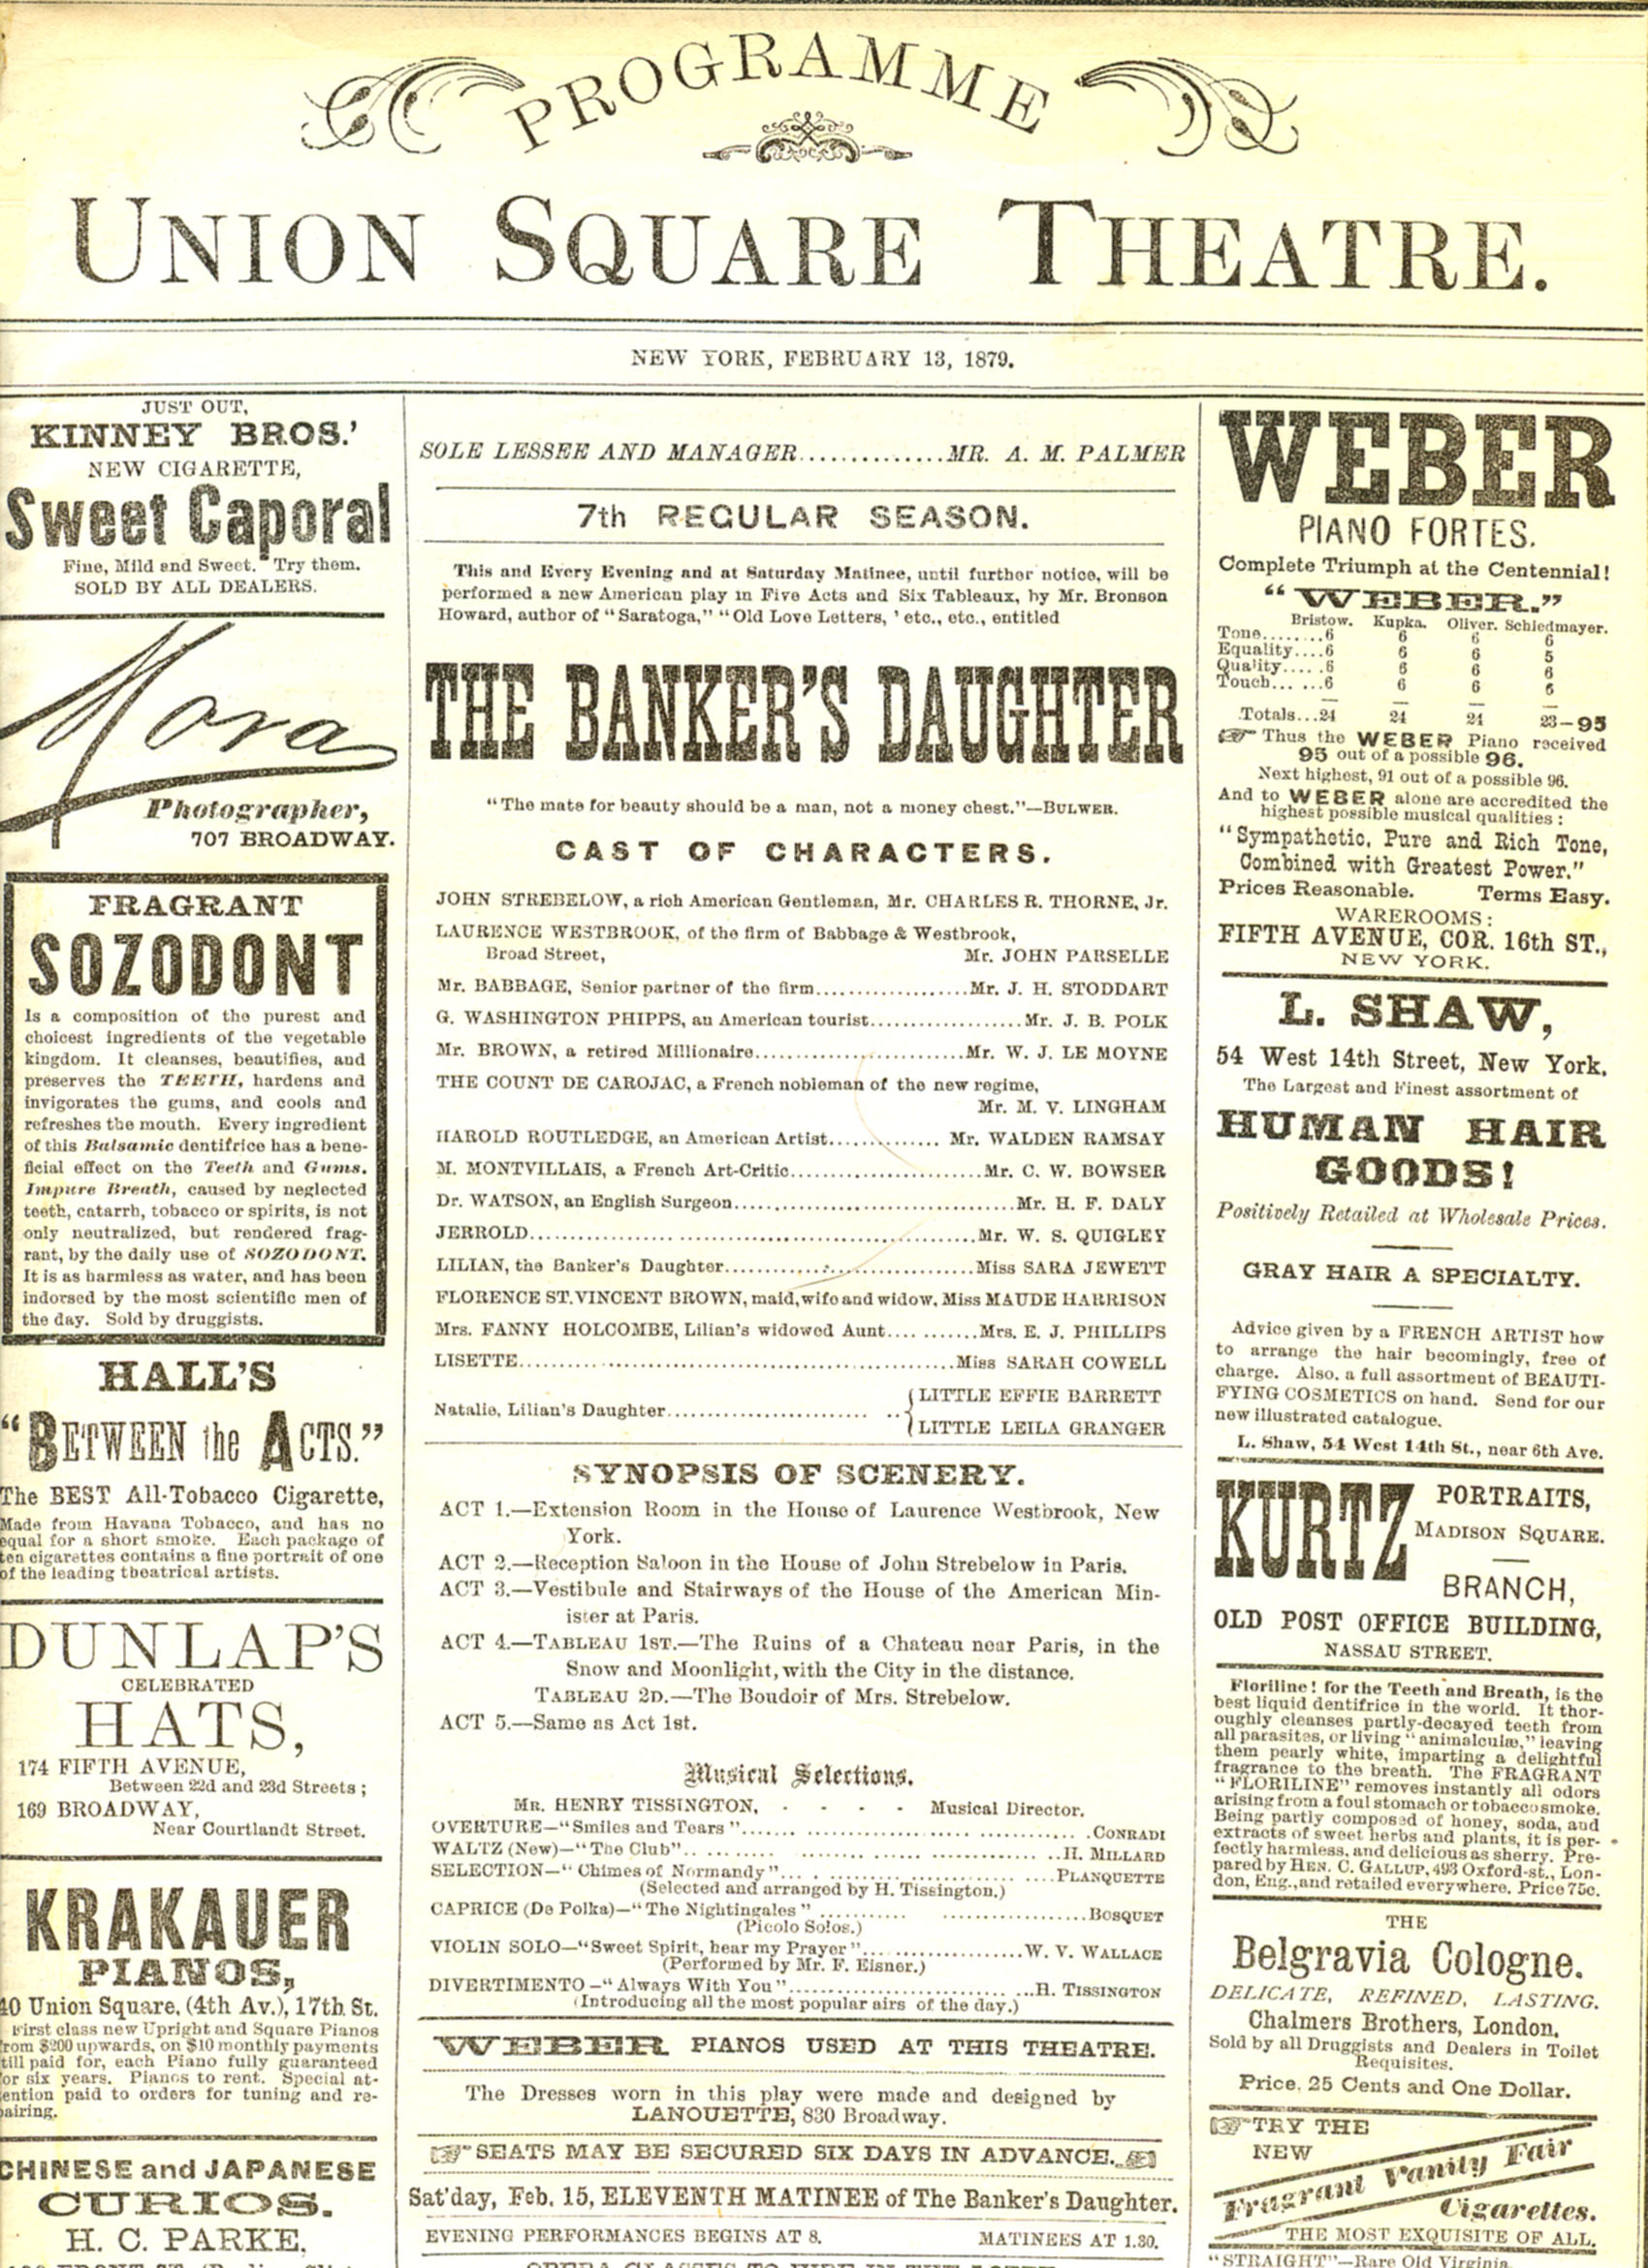 PROGRAMME
UNION SQUARE THEATRE.
NEW YORK, FEBRUARY 13, 1879.
JUST OUT,
KINNEY BROS.'
NEW CIGARETTE,
Sweet Caporal
Fine, Mild and Sweet. Try them.
SOLD BY ALL DEALERS.
Mora
Photographer,
707 BROADWAY.
FRAGRANT
SOZODONT
Is a composition of the purest and
choicest ingredients of the vegetable
kingdom. It cleanses, beautifies, and
preserves the TEETH, hardens and
invigorates the gums, and cools and
refreshes the mouth. Every ingredient
of this Balsamic dentifrice has a bene-
ficial effect on the Teeth and Gums.
Impure Breath, caused by neglected
teeth, catarrh, tobacco or spirits, is not
only neutralized, but rendered frag-
rant, by the daily use of SOZODONT.
It is as harmless as water, and has been
indorsed by the most scientific men of
the day. Sold by druggists.
HALL'S
"BETWEEN the ACTS."
The BEST All-Tobacco Cigarette,
Made from Havana Tobacco, and has no
equal for a short smoke. Each package of
ten cigarettes contains a fine portrait of one
of the leading theatrical artists.
DUNLAP'S
CELEBRATED
HATS,
174 FIFTH AVENUE,
Between 22d and 23d Streets;
169 BROADWAY,
Near Courtlandt Street.
KRAKAUER
PIANOS,
40 Union Square, (4th Av.), 17th St.
First class new Upright and Square Pianos
from $200 upwards, on $10 monthly payments
till paid for, each Piano fully guaranteed
for six years. Pianos to rent. Special at-
tention paid to orders for tuning and re-
pairing.
CHINESE and JAPANESE
CURIOS.
H. C. PARKE,
SOLE LESSEE AND MANAGER..............MR. A. M. PALMER
7th REGULAR SEASON.
This and Every Evening and at Saturday Matinee, until further notice, will be
performed a new American play in Five Acts and Six Tableaux, by Mr. Bronson
Howard, author of "Saratoga," "Old Love Letters,' etc., etc., entitled
THE BANKER'S DAUGHTER
"The mate for beauty should be a man, not a money chest."—BULWER.
CAST OF CHARACTERS.
JOHN STREBELOW, a rich American Gentleman, Mr. CHARLES R. THORNE, Jr.
LAURENCE WESTBROOK, of the firm of Babbage & Westbrook,
Broad Street, Mr. JOHN PARSELLE
Mr. BABBAGE, Senior partner of the firm..................Mr. J. H. STODDART
G. WASHINGTON PHIPPS, an American tourist..................Mr. J. B. POLK
Mr. BROWN, a retired Millionaire.........................Mr. W. J. LE MOYNE
THE COUNT DE CAROJAC, a French nobleman of the new regime,
Mr. M. V. LINGHAM
HAROLD ROUTLEDGE, an American Artist............. Mr. WALDEN RAMSAY
M. MONTVILLAIS, a French Art-Critic.......................Mr. C. W. BOWSER
Dr. WATSON, an English Surgeon..................................Mr. H. F. DALY
JERROLD.....................................................Mr. W. S. QUIGLEY
LILIAN, the Banker's Daughter..............................Miss SARA JEWETT
FLORENCE ST. VINCENT BROWN, maid, wife and widow, Miss MAUDE HARRISON
Mrs. FANNY HOLCOMBE, Lilian's widowed Aunt...........Mrs. E. J. PHILLIPS
LISETTE....................................................Miss SARAH COWELL
Natalie, Lilian's Daughter............................
LITTLE EFFIE BARRETT
LITTLE LEILA GRANGER
SYNOPSIS OF SCENERY.
ACT 1.—Extension Room in the House of Laurence Westbrook, New
York.
ACT 2.—Reception Saloon in the House of John Strebelow in Paris.
ACT 3.—Vestibule and Stairways of the House of the American Min-
ister at Paris.
ACT 4.—TABLEAU 1ST.—The Ruins of a Chateau near Paris, in the
Snow and Moonlight, with the City in the distance.
TABLEAU 2D.—The Boudoir of Mrs. Strebelow.
ACT 5.—Same as Act 1st.
Musical Selections.
MR. HENRY TISSINGTON, - - - - Musical Director.
OVERTURE—"Smiles and Tears"..........................................CONRADI
WALTZ (New)—"The Club"..........................................H. MILLARD
SELECTION—"Chimes of Normandy"..............................PLANQUETTE
(Selected and arranged by H. Tissington.)
CAPRICE (De Polka)—"The Nightingales"..............................BOSQUET
(Picolo Solos.)
VIOLIN SOLO—"Sweet Spirit, hear my Prayer"....................W. V. WALLACE
(Performed by Mr. F. Eisner.)
DIVERTIMENTO—"Always With You"..............................H. TISSINGTON
(Introducing all the most popular airs of the day.)
WEBER PIANOS USED AT THIS THEATRE.
The Dresses worn in this play were made and designed by
LANOUETTE, 830 Broadway.
☞ SEATS MAY BE SECURED SIX DAYS IN ADVANCE. ☜
Sat'day, Feb. 15, ELEVENTH MATINEE of The Banker's Daughter.
EVENING PERFORMANCES BEGINS AT 8. MATINEES AT 1.30.
WEBER
PIANO FORTES.
Complete Triumph at the Centennial!
"WEBER."
Bristow. Kupka. Oliver. Schiedmayer.
Tone........6 6 6 6
Equality....6 6 6 5
Quality.....6 6 6 6
Touch... ...6 6 6 6
Totals...24 24 24 23—95
☞ Thus the WEBER Piano received
95 out of a possible 96.
Next highest, 91 out of a possible 96.
And to WEBER alone are accredited the
highest possible musical qualities:
"Sympathetic, Pure and Rich Tone,
Combined with Greatest Power."
Prices Reasonable. Terms Easy.
WAREROOMS:
FIFTH AVENUE, COR. 16th ST.,
NEW YORK.
L. SHAW,
54 West 14th Street, New York.
The Largest and Finest assortment of
HUMAN HAIR
GOODS!
Positively Retailed at Wholesale Prices.
GRAY HAIR A SPECIALTY.
Advice given by a FRENCH ARTIST how
to arrange the hair becomingly, free of
charge. Also, a full assortment of BEAUTI-
FYING COSMETICS on hand. Send for our
new illustrated catalogue.
L. Shaw, 54 West 14th St., near 6th Ave.
KURTZ
PORTRAITS,
MADISON SQUARE.
BRANCH,
OLD POST OFFICE BUILDING,
NASSAU STREET.
Floriline! for the Teeth and Breath, is the
best liquid dentifrice in the world. It thor-
oughly cleanses partly-decayed teeth from
all parasites, or living "animalculæ," leaving
them pearly white, imparting a delightful
fragrance to the breath. The FRAGRANT
"FLORILINE" removes instantly all odors
arising from a foul stomach or tobacco smoke.
Being partly composed of honey, soda, and
extracts of sweet herbs and plants, it is per-
fectly harmless, and delicious as sherry. Pre-
pared by HEN. C. GALLUP, 493 Oxford-st., Lon-
don, Eng., and retailed everywhere. Price 75c.
THE
Belgravia Cologne.
DELICATE, REFINED, LASTING.
Chalmers Brothers, London.
Sold by all Druggists and Dealers in Toilet
Requisites.
Price, 25 Cents and One Dollar.
☞ TRY THE
NEW
Fragrant Vanity Fair
Cigarettes.
THE MOST EXQUISITE OF ALL.
"STRAIGHT"—Rare Old Virginia.